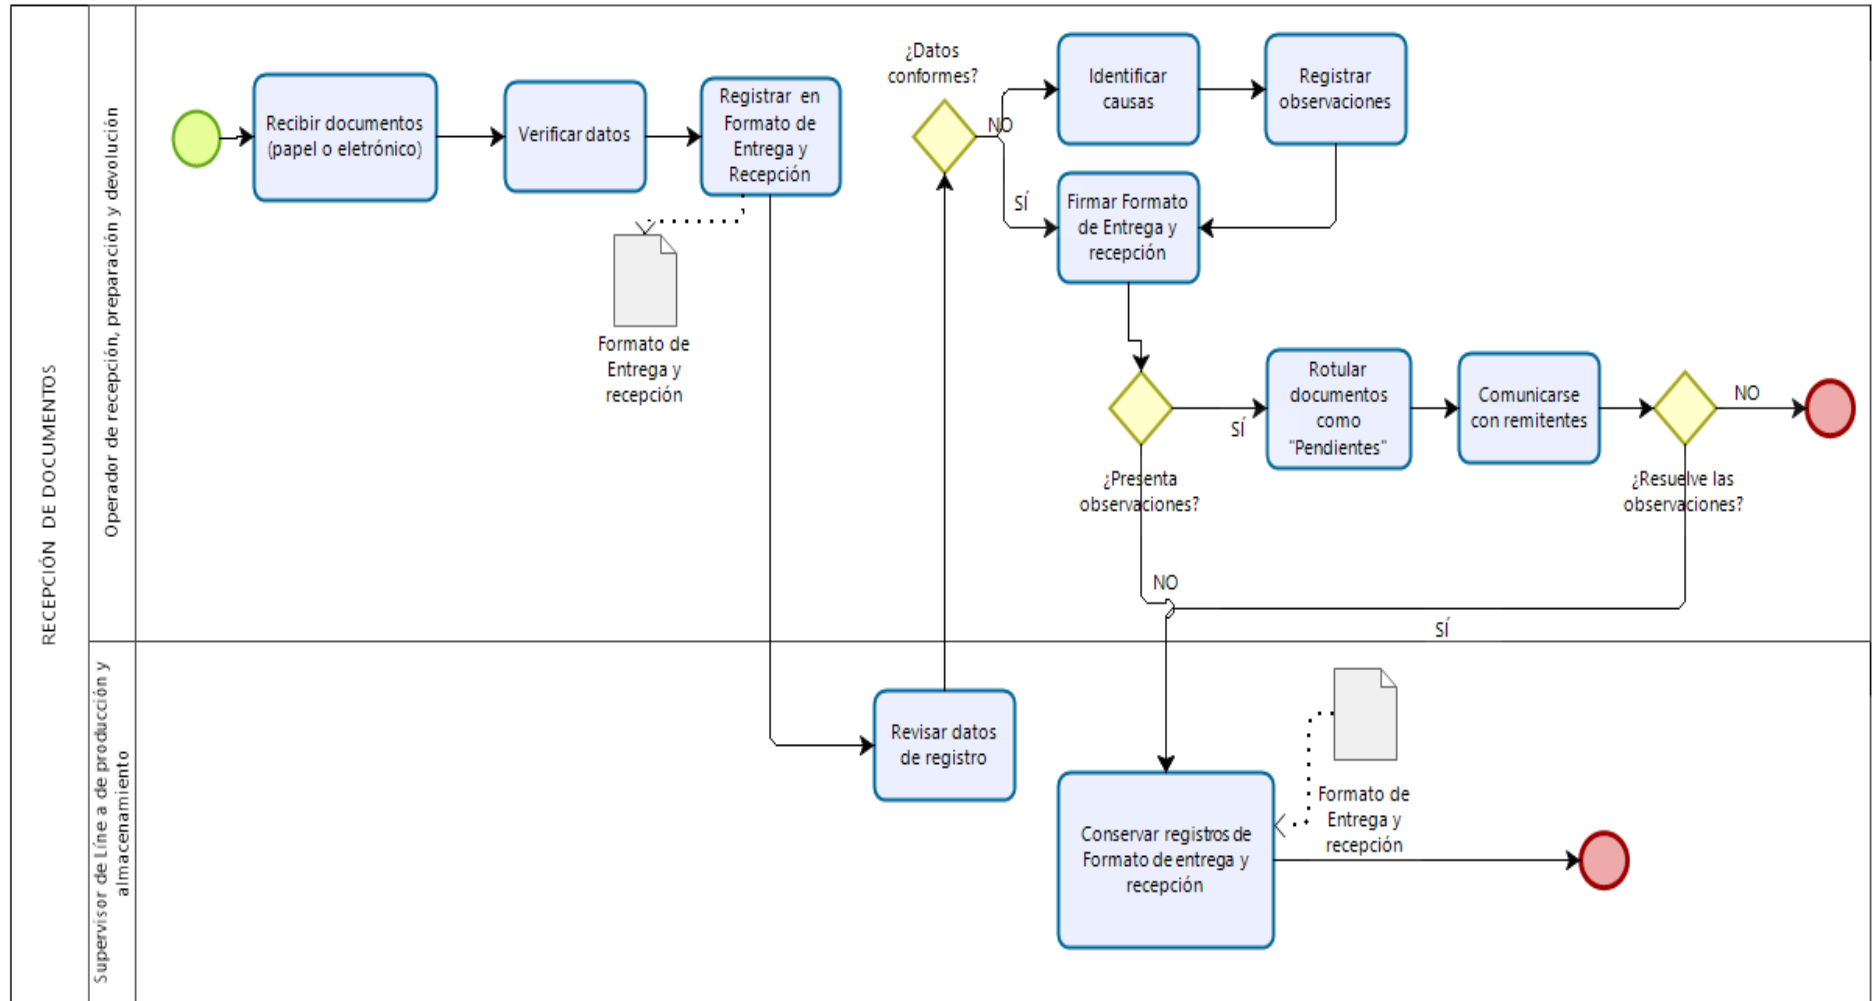 RECEPCIÓN DE DOCUMENTOS
Operador de recepción, preparación y devolución
Recibir documentos
(papel o eletrónico)
Verificar datos
Registrar en
Formato de
Entrega y
Recepción
Formato de
Entrega y
recepción
¿Datos
conformes?
NO
SÍ
Identificar
causas
Registrar
observaciones
Firmar Formato
de Entrega y
recepción
¿Presenta
observaciones?
SÍ
NO
Rotular
documentos
como
"Pendientes"
Comunicarse
con remitentes
¿Resuelve las
observaciones?
NO
SÍ
Supervisor de Líne a de producción y
almacenamiento
Revisar datos
de registro
Conservar registros de
Formato de entrega y
recepción
Formato de
Entrega y
recepción